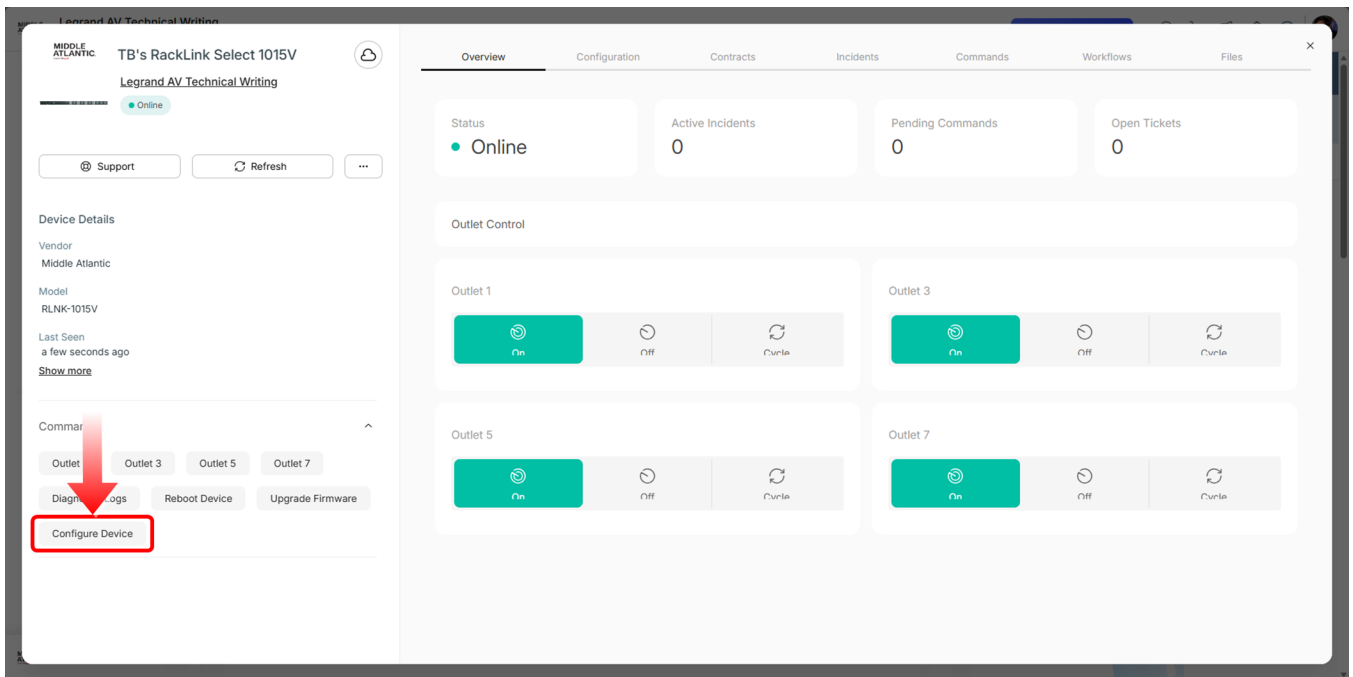 Legrand AV Technical Writing
MIDDLE
ATLANTIC
TB's RackLink Select 1015V
Legrand AV Technical Writing
Online
Support
Refresh
...
Device Details
Vendor
Middle Atlantic
Model
RLNK-1015V
Last Seen
a few seconds ago
Show more
Outlet
Outlet 3
Outlet 5
Outlet 7
Reboot Device
Upgrade Firmware
Configure Device
Overview
Configuration
Contracts
Incidents
Commands
Workflows
Files
Status
Online
Active Incidents
0
Pending Commands
0
Open Tickets
0
Outlet Control
Outlet 1
On
Off
Cycle
Outlet 3
On
Off
Cycle
Outlet 5
On
Off
Cycle
Outlet 7
On
Off
Cycle